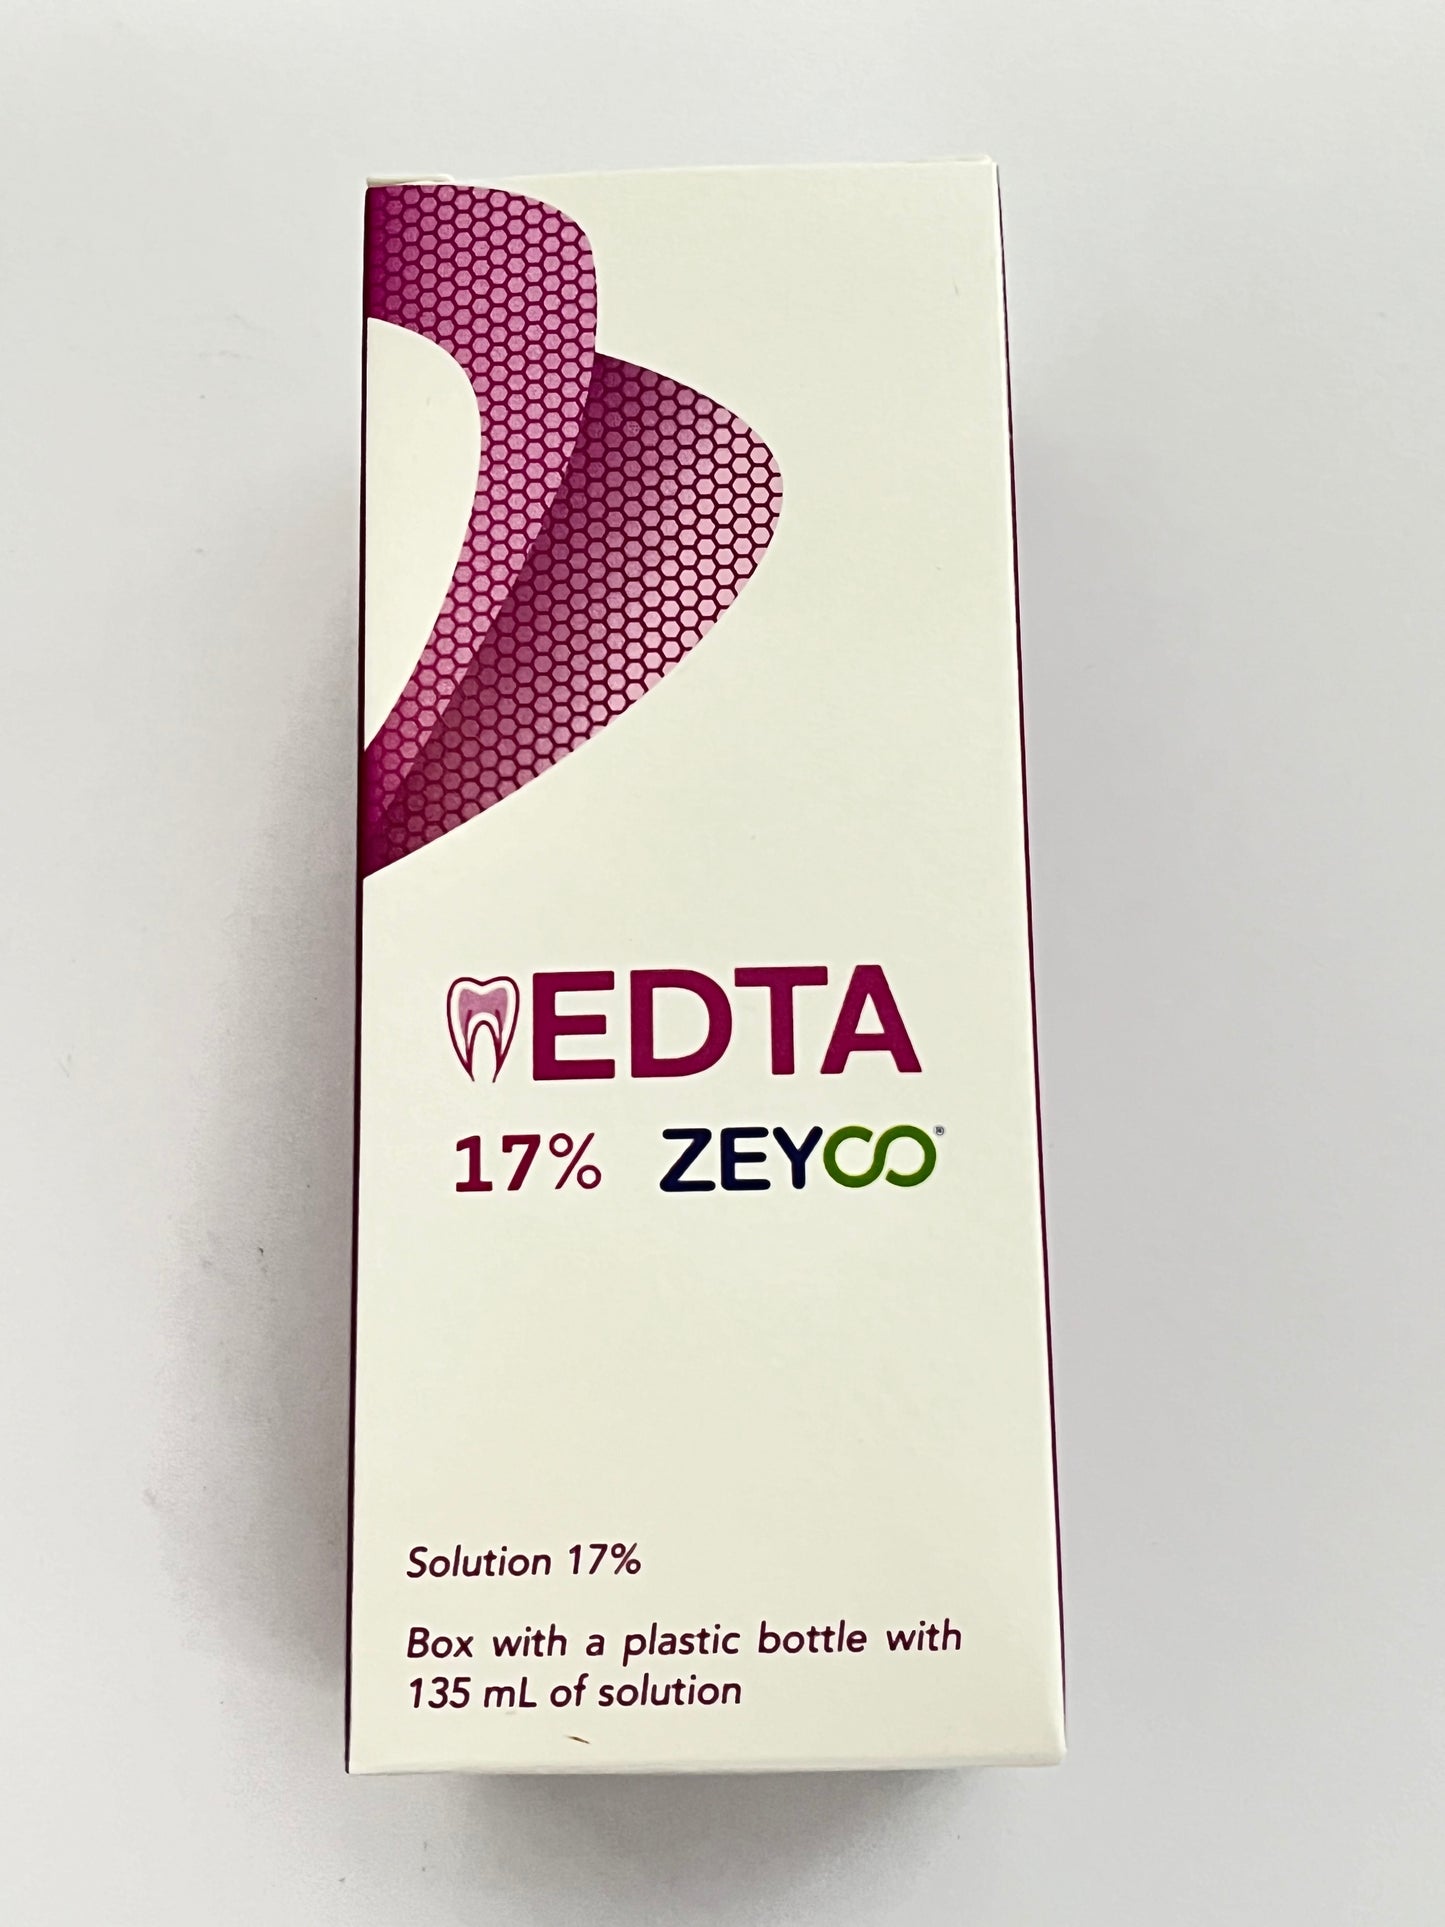 EDTA
17% ZEYCO®
Solution 17%
Box with a plastic bottle with
135 mL of solution